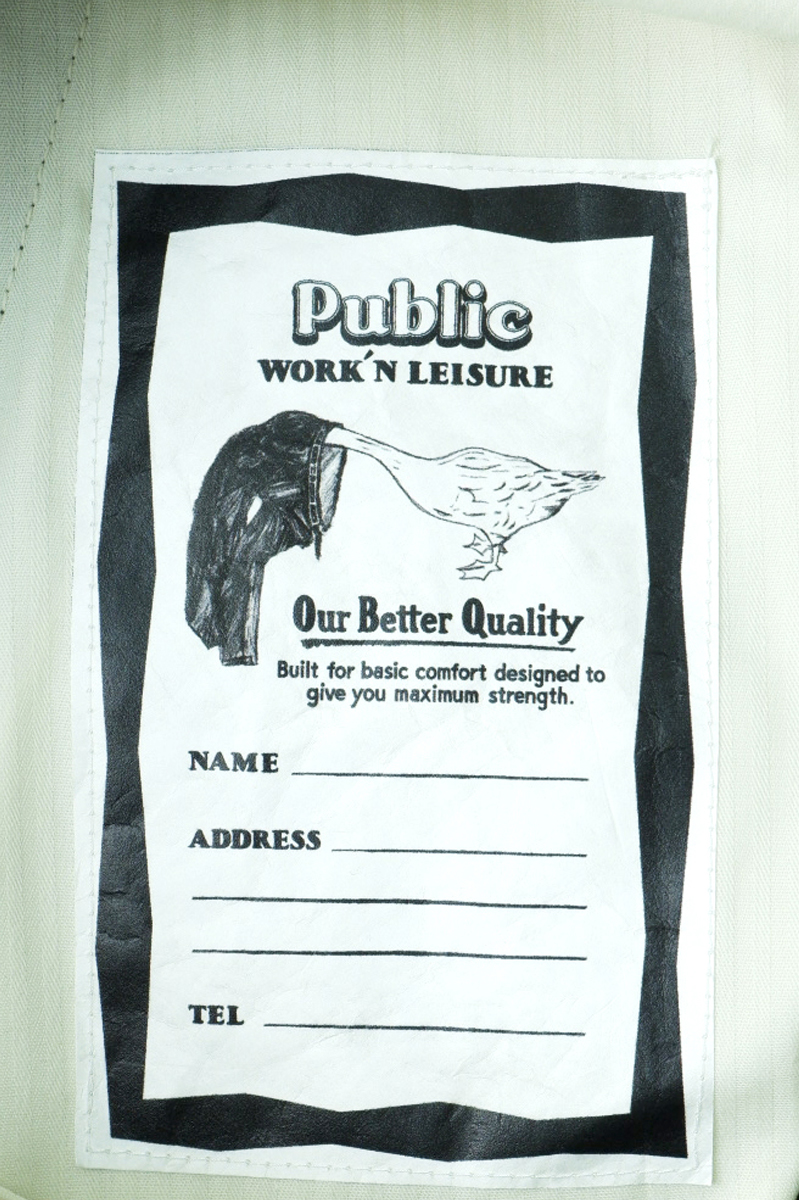 Public
WORK'N LEISURE
Our Better Quality
Built for basic comfort designed to
give you maximum strength.
NAME
ADDRESS
TEL